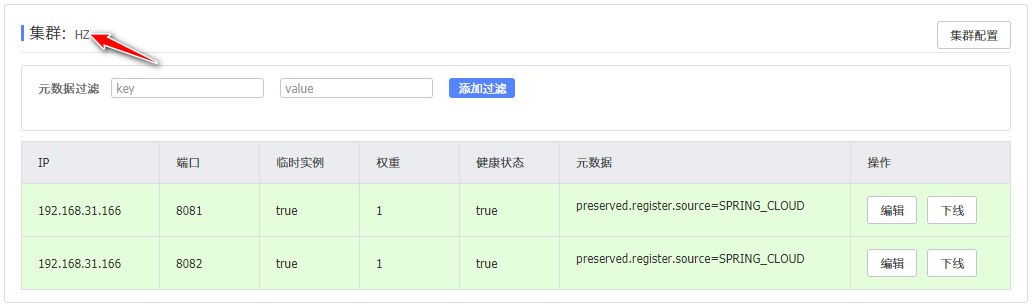 集群: HZ 集群配置
元数据过滤 key value 添加过滤
IP 端口 临时实例 权重 健康状态 元数据 操作
192.168.31.166 8081 true 1 true preserved.register.source=SPRING_CLOUD 编辑 下线
192.168.31.166 8082 true 1 true preserved.register.source=SPRING_CLOUD 编辑 下线